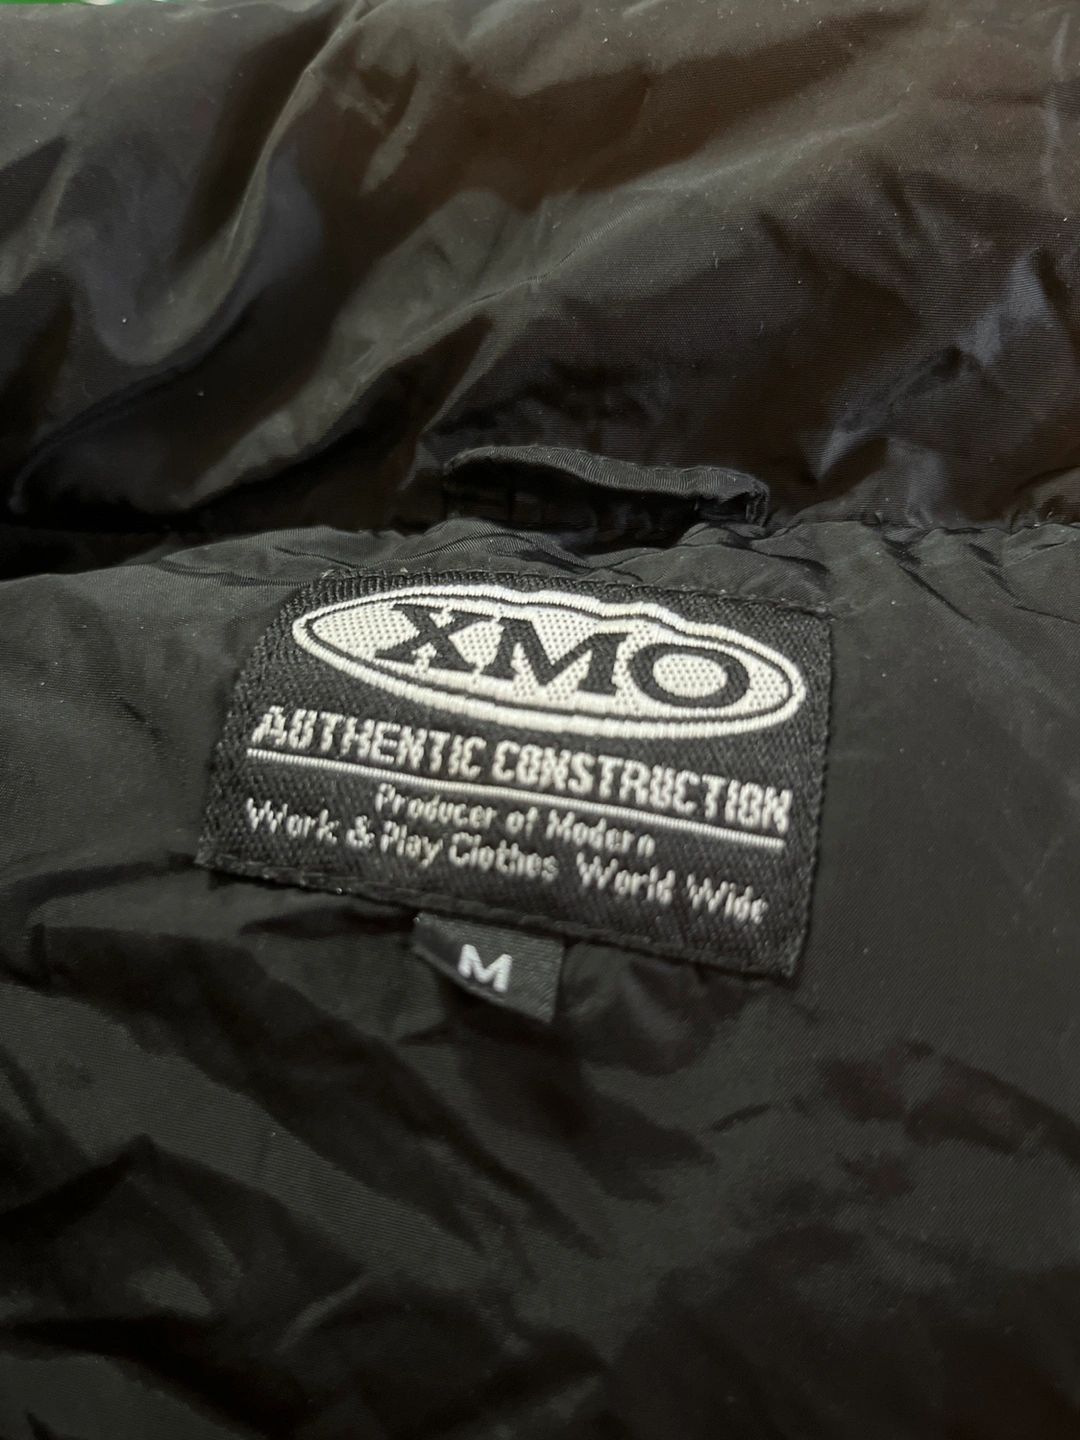 XMO
AUTHENTIC CONSTRUCTION
Producer of Modern
Work & Play Clothes World Wide
M